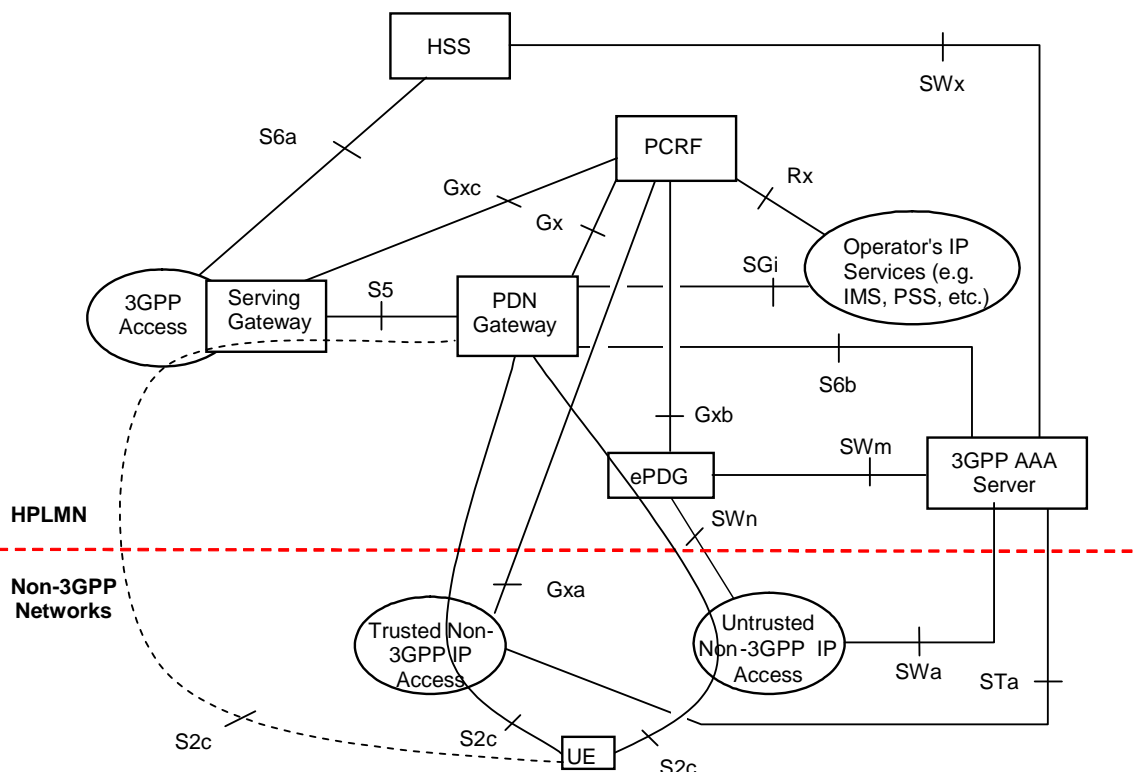 HSS
SWx
S6a
PCRF
Rx
Gxc
Gx
Operator's IP
Services (e.g.
IMS, PSS, etc.)
SGi
3GPP
Access
Serving
Gateway
S5
PDN
Gateway
S6b
Gxb
SWm
ePDG
3GPP AAA
Server
HPLMN
SWn
Non-3GPP
Networks
Gxa
Trusted Non-
3GPP IP
Access
Untrusted
Non-3GPP IP
Access
SWa
STa
S2c
S2c
UE
S2c